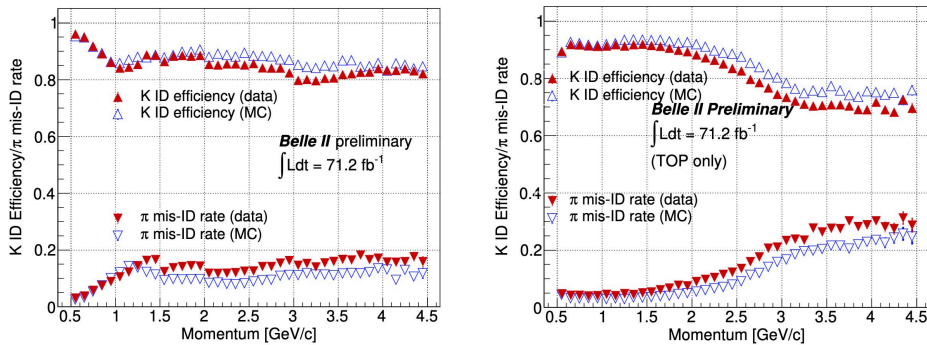 K ID Efficiency/π mis-ID rate
1
0.8
0.6
0.4
0.2
0
K ID efficiency (data)
K ID efficiency (MC)
Belle II preliminary
∫Ldt = 71.2 fb⁻¹
π mis-ID rate (data)
π mis-ID rate (MC)
0.5 1 1.5 2 2.5 3 3.5 4 4.5
Momentum [GeV/c]
K ID Efficiency/π mis-ID rate
1
0.8
0.6
0.4
0.2
0
K ID efficiency (data)
K ID efficiency (MC)
Belle II Preliminary
∫Ldt = 71.2 fb⁻¹
(TOP only)
π mis-ID rate (data)
π mis-ID rate (MC)
0.5 1 1.5 2 2.5 3 3.5 4 4.5
Momentum [GeV/c]